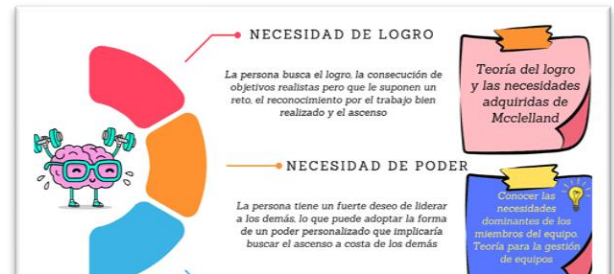 NECESIDAD DE LOGRO
La persona busca el logro, la consecución de
objetivos realistas pero que le suponen un
reto, el reconocimiento por el trabajo bien
realizado y el ascenso
Teoría del logro
y las necesidades
adquiridas de
Mcclelland
NECESIDAD DE PODER
La persona tiene un fuerte deseo de liderar
a los demás, lo que puede adoptar la forma
de un poder personalizado que implicaría
buscar el ascenso a costa de los demás
Conocer las
necesidades
dominantes de los
miembros del equipo.
Teoría para la gestión
de equipos